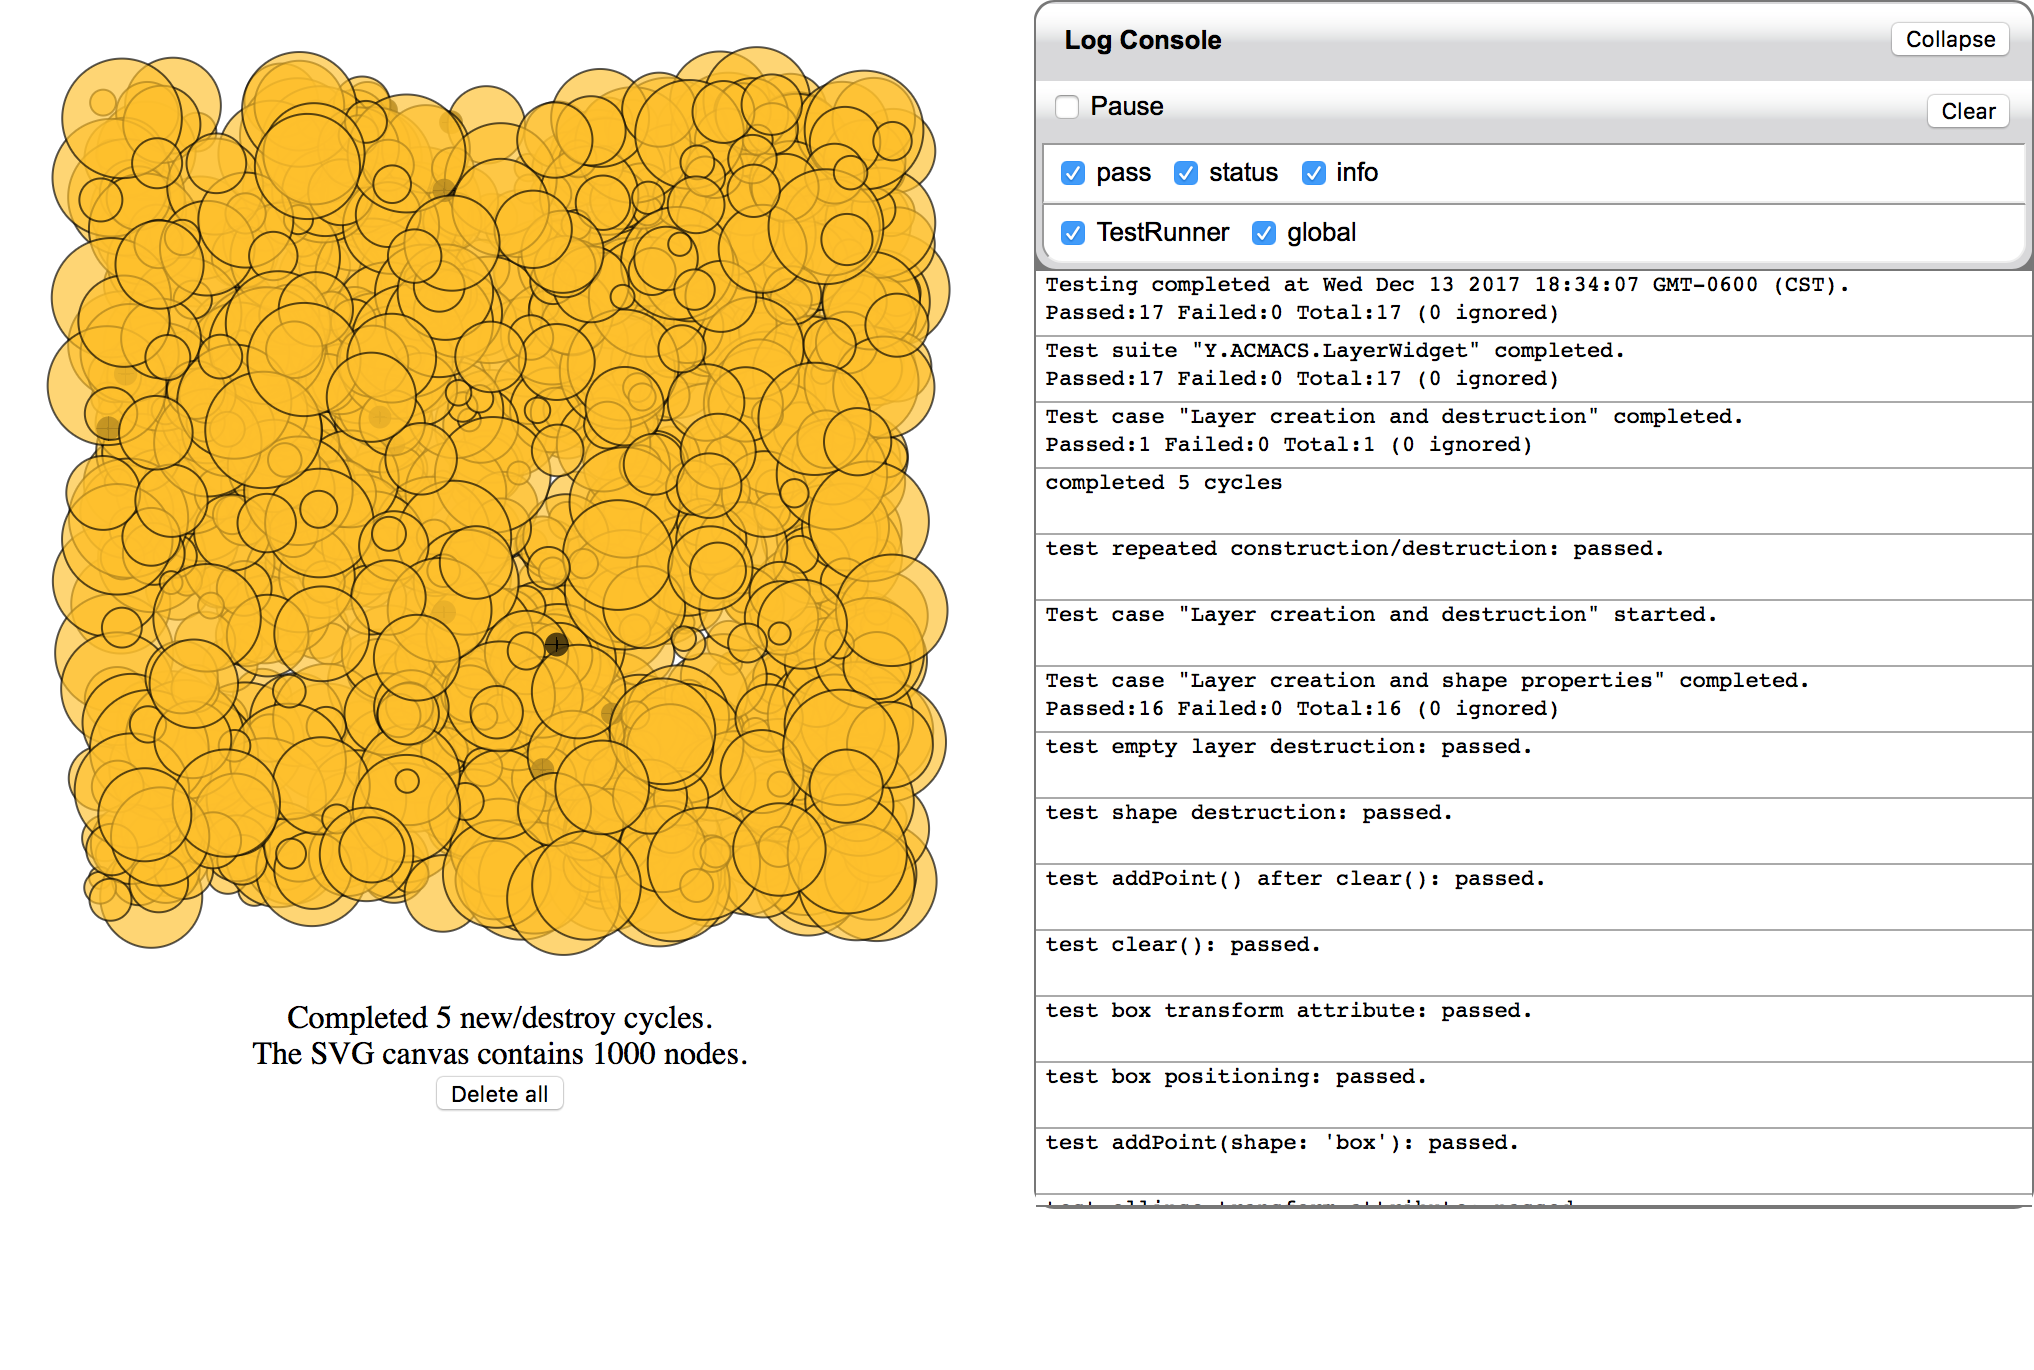 Completed 5 new/destroy cycles.
The SVG canvas contains 1000 nodes.
Delete all
Log Console
Collapse
Pause
Clear
pass status info
TestRunner global
Testing completed at Wed Dec 13 2017 18:34:07 GMT-0600 (CST).
Passed:17 Failed:0 Total:17 (0 ignored)
Test suite "Y.ACMACS.LayerWidget" completed.
Passed:17 Failed:0 Total:17 (0 ignored)
Test case "Layer creation and destruction" completed.
Passed:1 Failed:0 Total:1 (0 ignored)
completed 5 cycles
test repeated construction/destruction: passed.
Test case "Layer creation and destruction" started.
Test case "Layer creation and shape properties" completed.
Passed:16 Failed:0 Total:16 (0 ignored)
test empty layer destruction: passed.
test shape destruction: passed.
test addPoint() after clear(): passed.
test clear(): passed.
test box transform attribute: passed.
test box positioning: passed.
test addPoint(shape: 'box'): passed.